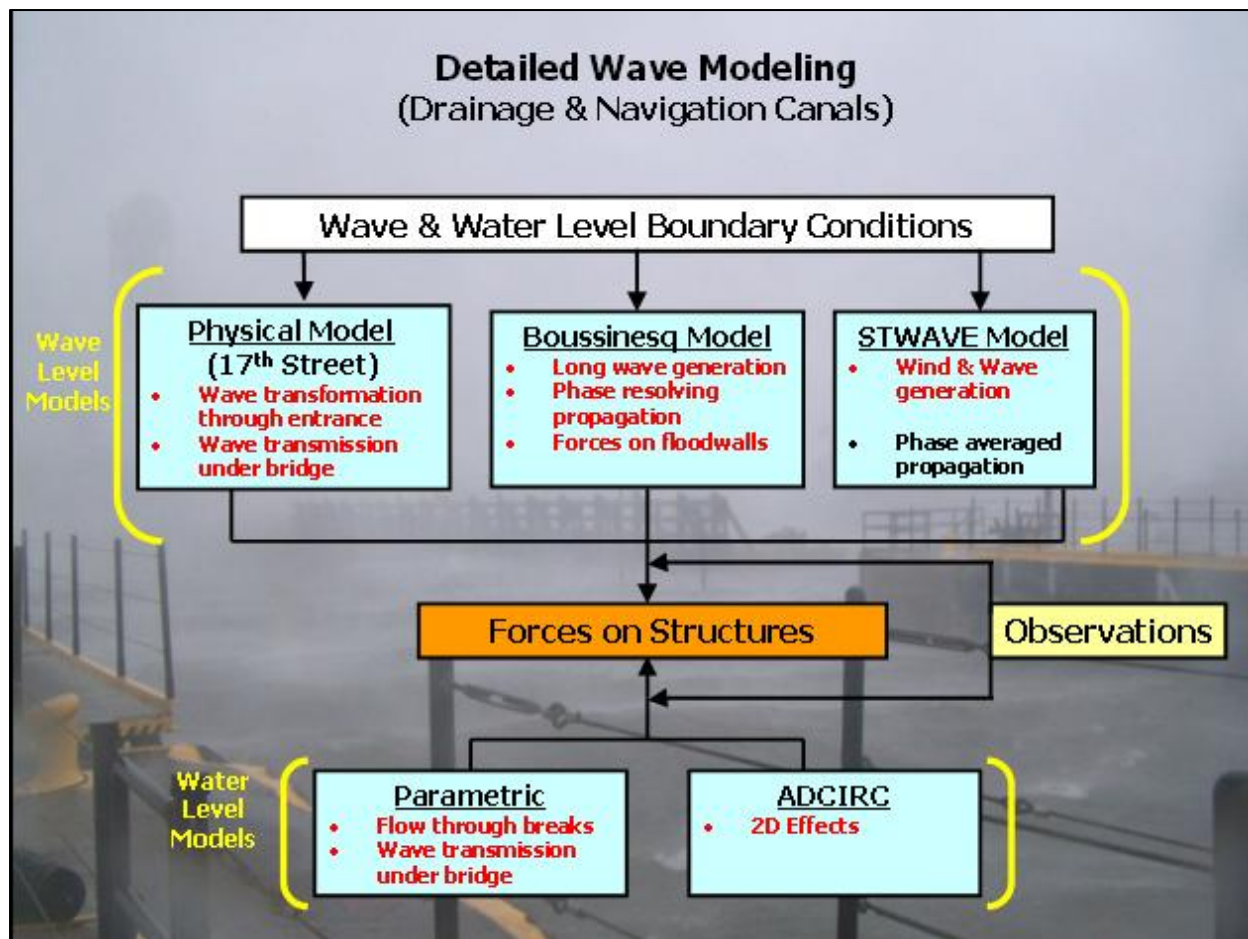 Detailed Wave Modeling
(Drainage & Navigation Canals)
Wave & Water Level Boundary Conditions
Wave
Level
Models
Physical Model
(17th Street)
• Wave transformation
through entrance
• Wave transmission
under bridge
Boussinesq Model
• Long wave generation
• Phase resolving
propagation
• Forces on floodwalls
STWAVE Model
• Wind & Wave
generation
• Phase averaged
propagation
Forces on Structures
Observations
Water
Level
Models
Parametric
• Flow through breaks
• Wave transmission
under bridge
ADCIRC
• 2D Effects